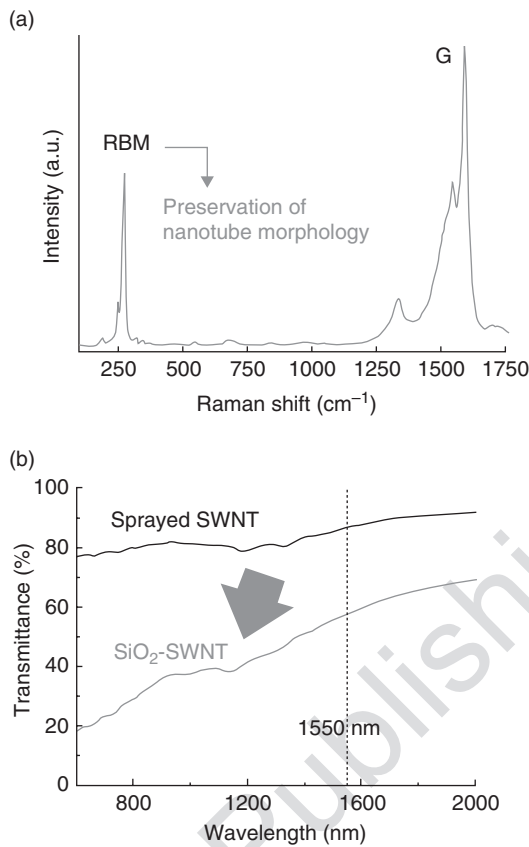 (a)
G
RBM
Preservation of
nanotube morphology
Intensity (a.u.)
250 500 750 1000 1250 1500 1750
Raman shift (cm⁻¹)
(b)
100
80
60
40
20
0
Sprayed SWNT
SiO₂-SWNT
1550 nm
Transmittance (%)
800 1200 1600 2000
Wavelength (nm)
Publishi